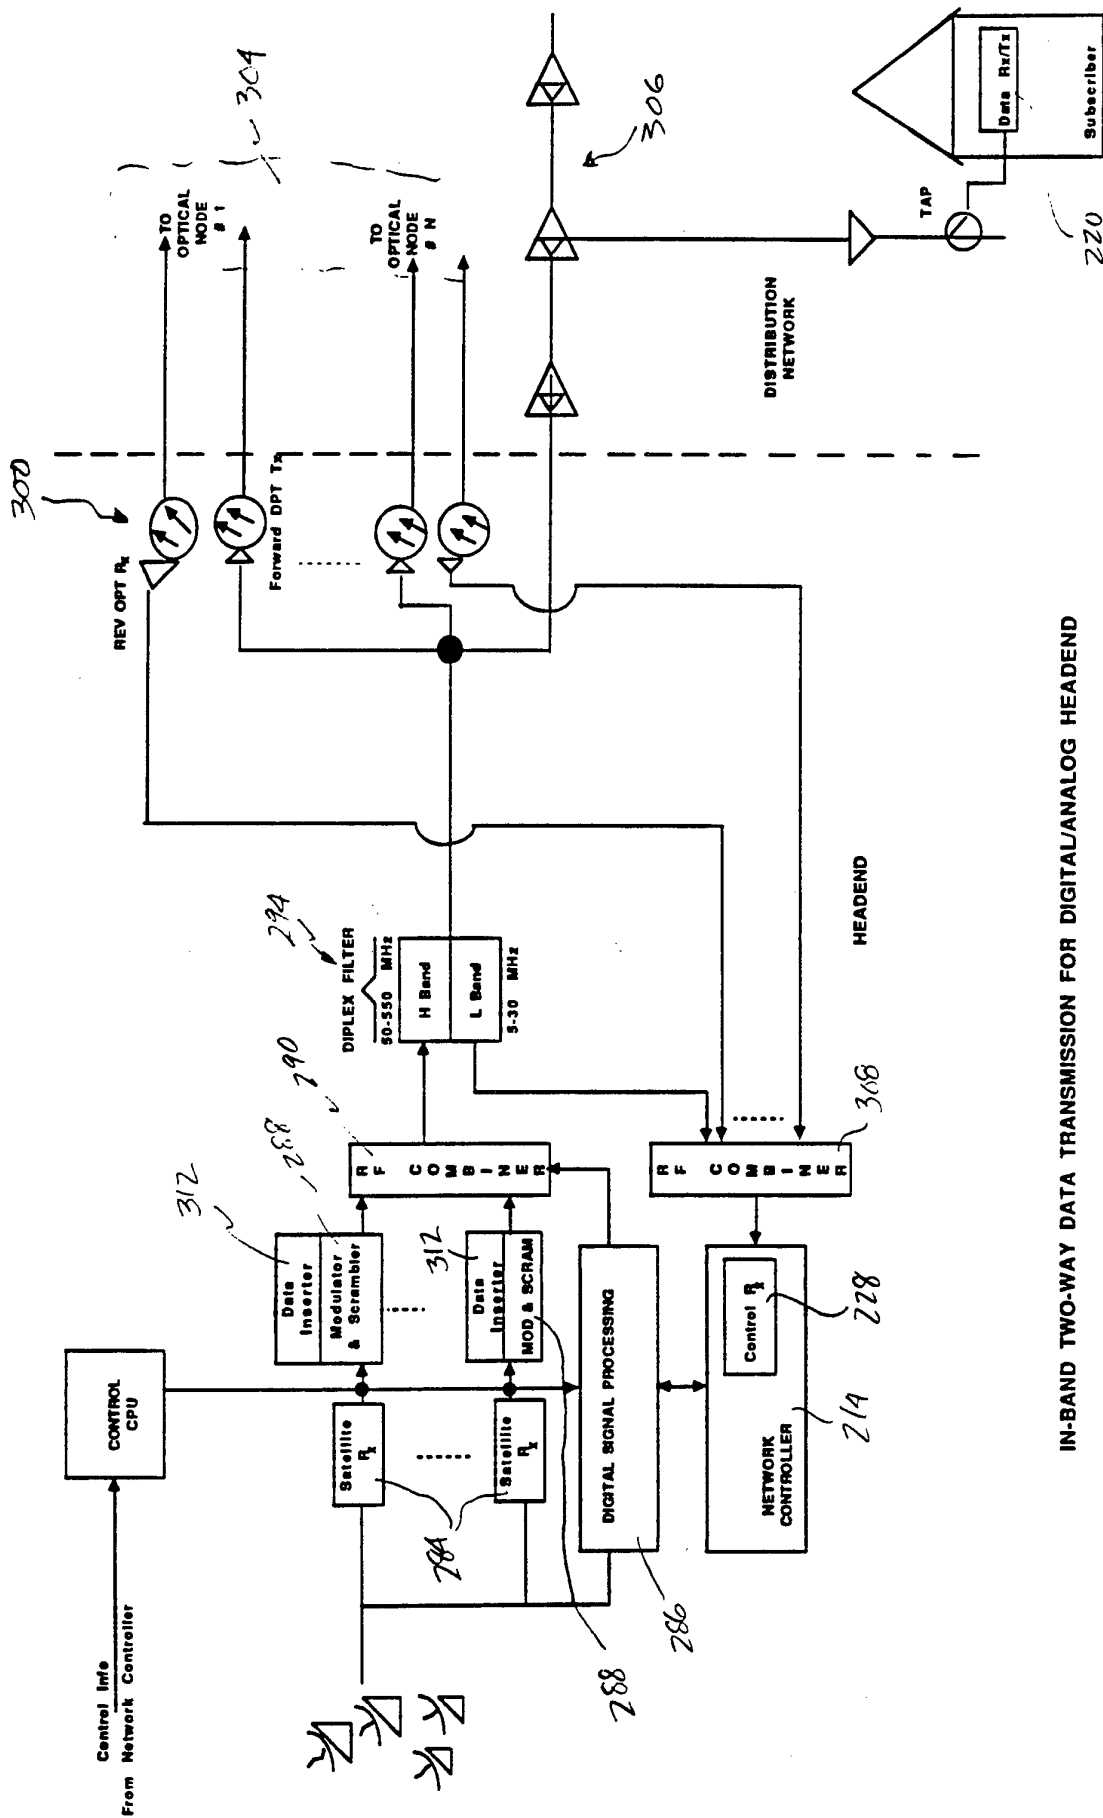 Control Info
From Network Controller
CONTROL
CPU
Satellite
Rx
Satellite
Rx
284
Data
Inserter
Modulator
& Scrambler
312
288
Data
Inserter
MOD & SCRAM
312
288
DIGITAL SIGNAL PROCESSING
286
NETWORK
CONTROLLER
Control Rx
228
214
RF COMBINER
290
RF COMBINER
308
DIPLEX FILTER
294
50-550 MHz
H Band
L Band
5-30 MHz
HEADEND
REV OPT Rx
300
Forward DPT Tx
TO
OPTICAL
NODE
# 1
TO
OPTICAL
NODE
# N
304
306
DISTRIBUTION
NETWORK
TAP
Data Rx/Tx
Subscriber
220
IN-BAND TWO-WAY DATA TRANSMISSION FOR DIGITAL/ANALOG HEADEND